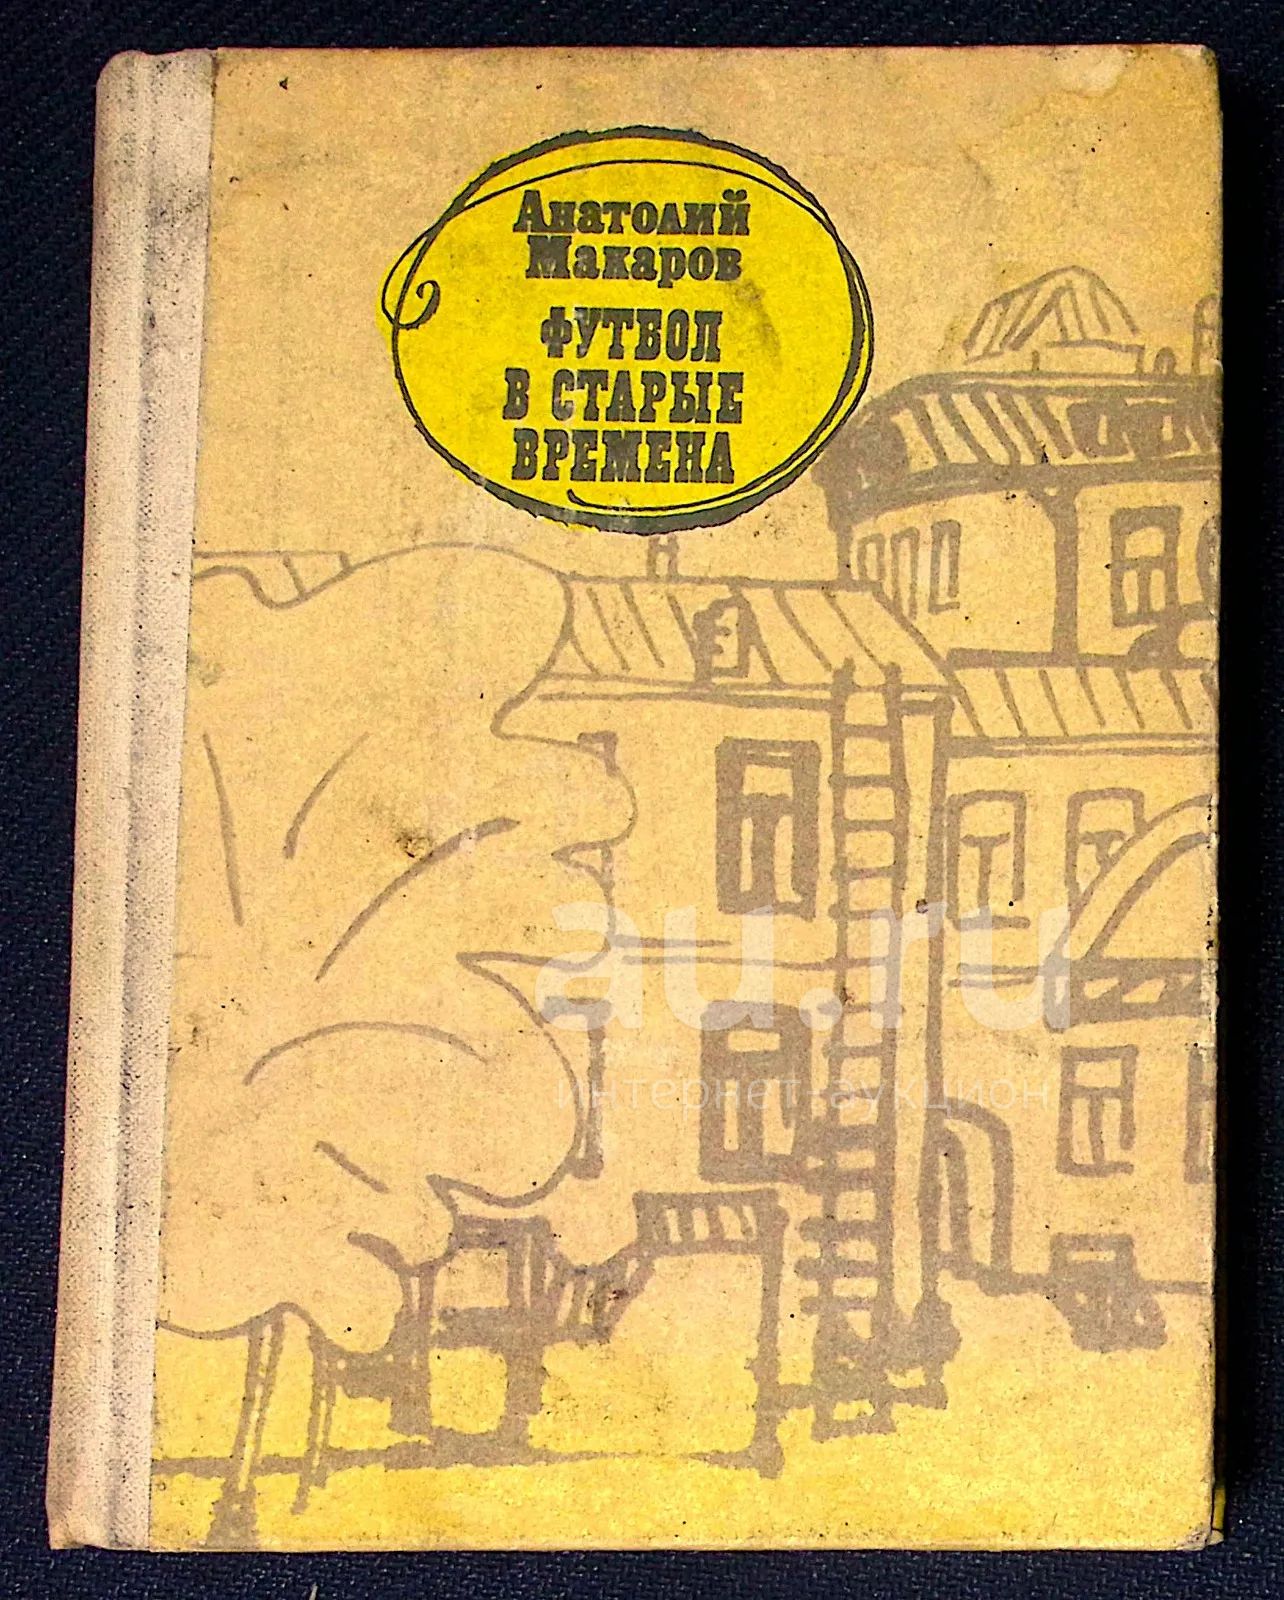 Анатолий
Макаров
ФУТБОЛ
В СТАРЫЕ
ВРЕМЕНА
au.ru
интернет-аукцион